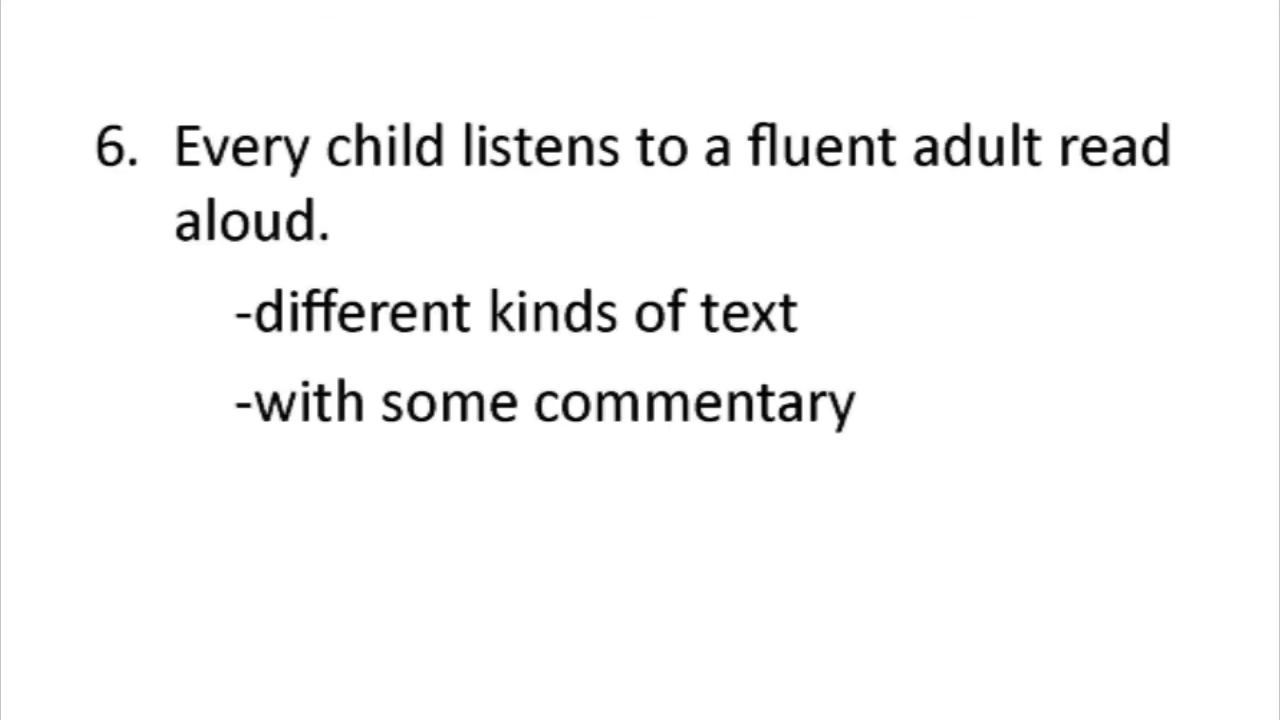 6. Every child listens to a fluent adult read
aloud.
-different kinds of text
-with some commentary